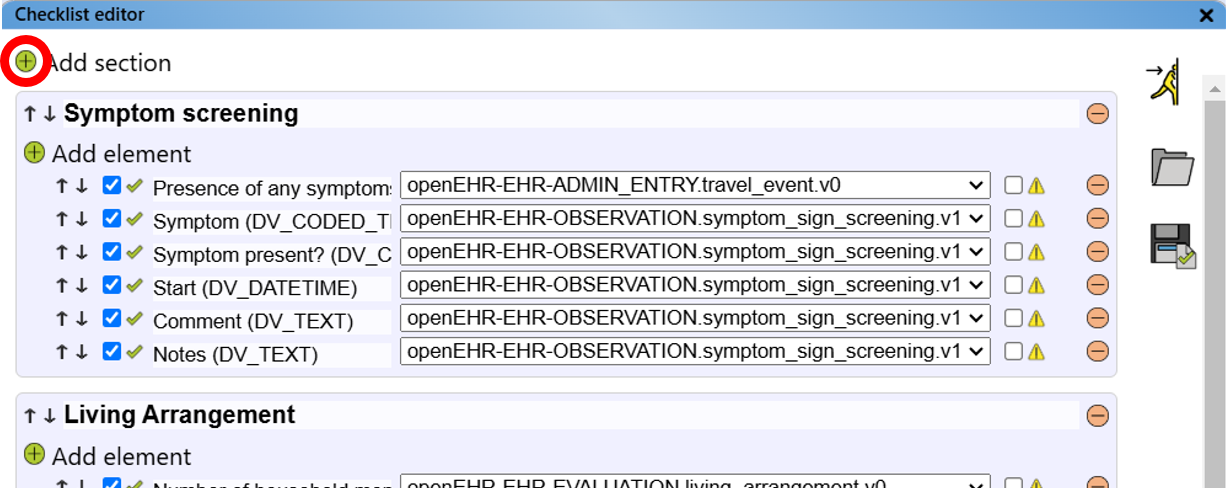 Checklist editor
Add section
Symptom screening
Add element
Presence of any symptoms openEHR-EHR-ADMIN_ENTRY.travel_event.v0
Symptom (DV_CODED_T openEHR-EHR-OBSERVATION.symptom_sign_screening.v1
Symptom present? (DV_C openEHR-EHR-OBSERVATION.symptom_sign_screening.v1
Start (DV_DATETIME) openEHR-EHR-OBSERVATION.symptom_sign_screening.v1
Comment (DV_TEXT) openEHR-EHR-OBSERVATION.symptom_sign_screening.v1
Notes (DV_TEXT) openEHR-EHR-OBSERVATION.symptom_sign_screening.v1
Living Arrangement
Add element
Number of household mem openEHR-EHR-EVALUATION.living_arrangement.v0